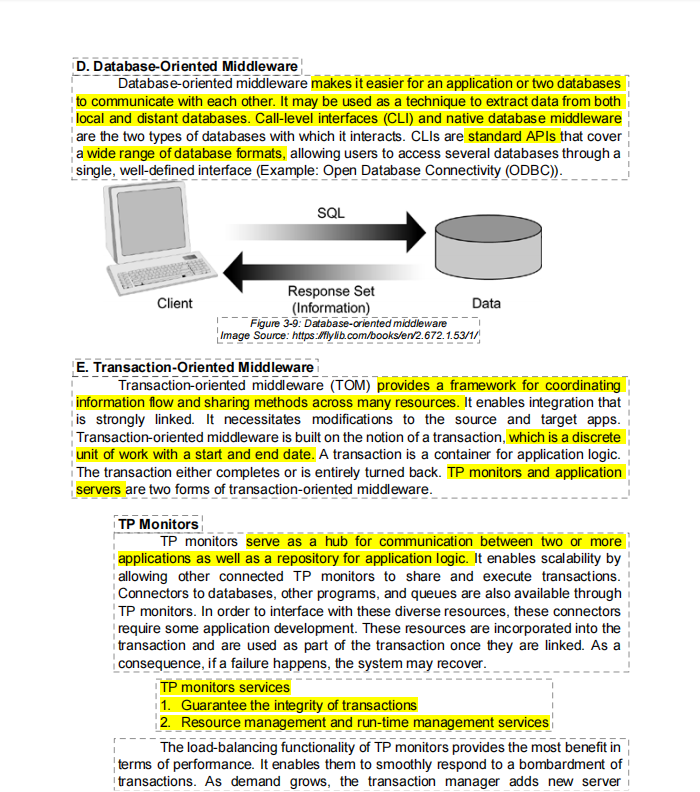 D. Database-Oriented Middleware
Database-oriented middleware makes it easier for an application or two databases
to communicate with each other. It may be used as a technique to extract data from both
local and distant databases. Call-level interfaces (CLI) and native database middleware
are the two types of databases with which it interacts. CLIs are standard APIs that cover
a wide range of database formats, allowing users to access several databases through a
single, well-defined interface (Example: Open Database Connectivity (ODBC)).
SQL
Response Set
(Information)
Client
Data
Figure 3-9: Database-oriented middleware
Image Source: https://flylib.com/books/en/2.672.1.53/1/
E. Transaction-Oriented Middleware
Transaction-oriented middleware (TOM) provides a framework for coordinating
information flow and sharing methods across many resources. It enables integration that
is strongly linked. It necessitates modifications to the source and target apps.
Transaction-oriented middleware is built on the notion of a transaction, which is a discrete
unit of work with a start and end date. A transaction is a container for application logic.
The transaction either completes or is entirely turned back. TP monitors and application
servers are two forms of transaction-oriented middleware.
TP Monitors
TP monitors serve as a hub for communication between two or more
applications as well as a repository for application logic. It enables scalability by
allowing other connected TP monitors to share and execute transactions.
Connectors to databases, other programs, and queues are also available through
TP monitors. In order to interface with these diverse resources, these connectors
require some application development. These resources are incorporated into the
transaction and are used as part of the transaction once they are linked. As a
consequence, if a failure happens, the system may recover.
TP monitors services
1. Guarantee the integrity of transactions
2. Resource management and run-time management services
The load-balancing functionality of TP monitors provides the most benefit in
terms of performance. It enables them to smoothly respond to a bombardment of
transactions. As demand grows, the transaction manager adds new server